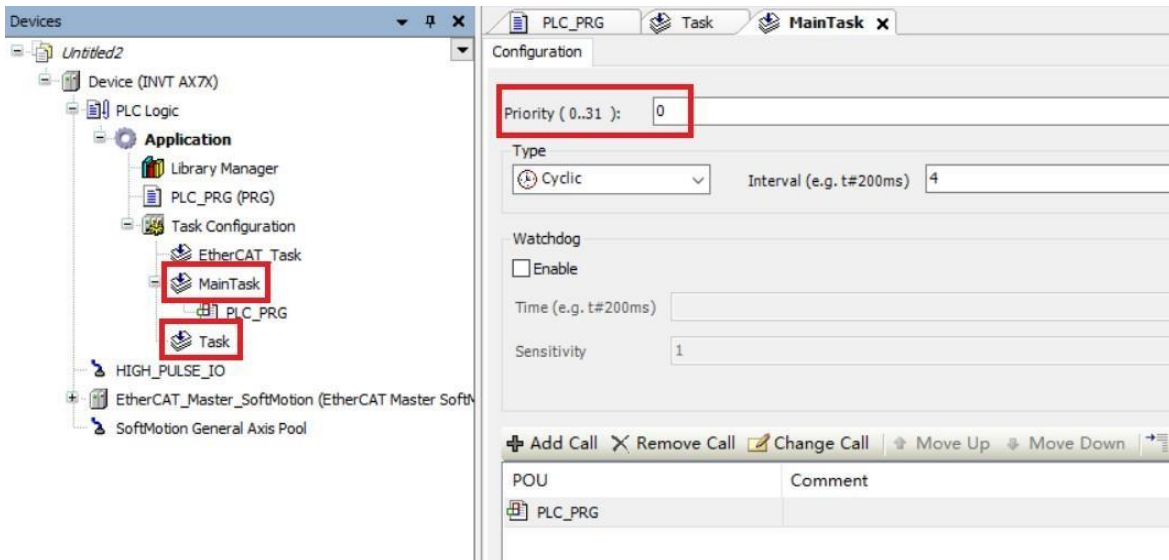 Devices
Untitled2
Device (INVT AX7X)
PLC Logic
Application
Library Manager
PLC_PRG (PRG)
Task Configuration
EtherCAT_Task
MainTask
PLC_PRG
Task
HIGH_PULSE_IO
EtherCAT_Master_SoftMotion (EtherCAT Master SoftM
SoftMotion General Axis Pool
PLC_PRG Task MainTask
Configuration
Priority ( 0..31 ): 0
Type
Cyclic Interval (e.g. t#200ms) 4
Watchdog
Enable
Time (e.g. t#200ms)
Sensitivity 1
Add Call Remove Call Change Call Move Up Move Down
POU Comment
PLC_PRG